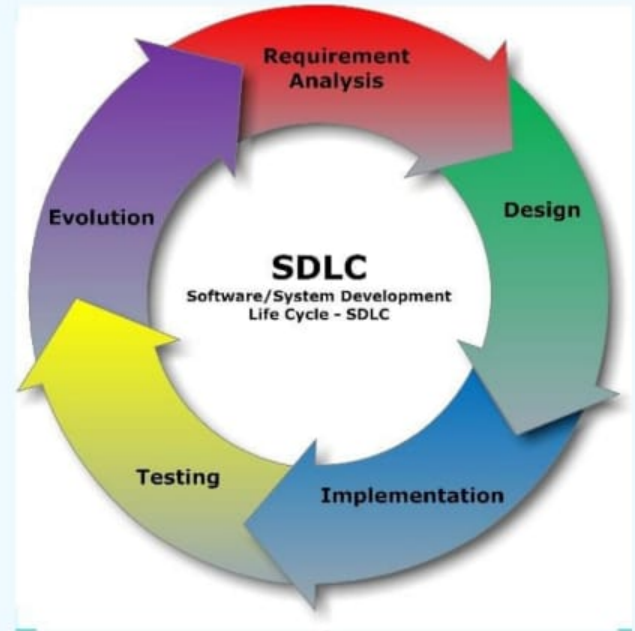 Requirement
Analysis
Design
Evolution
SDLC
Software/System Development
Life Cycle - SDLC
Testing
Implementation